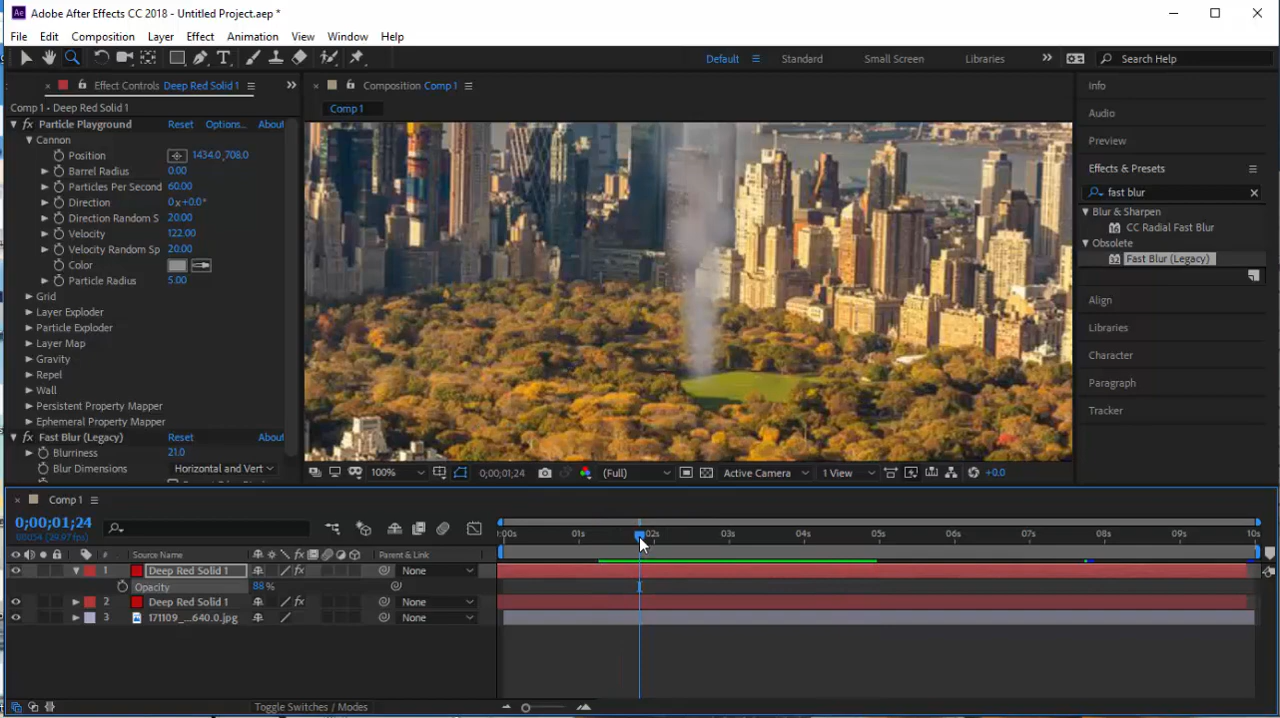 Adobe After Effects CC 2018 - Untitled Project.aep *
File Edit Composition Layer Effect Animation View Window Help
Default Standard Small Screen Libraries Search Help
Effect Controls Deep Red Solid 1
Composition Comp 1
Info
Comp 1 - Deep Red Solid 1
Comp 1
Audio
Particle Playground Reset Options... About
Cannon
Preview
Position 1434.0,708.0
Barrel Radius 0.00
Effects & Presets
Particles Per Second 60.00
fast blur
Direction 0x+0.0°
Blur & Sharpen
Direction Random S 20.00
CC Radial Fast Blur
Velocity 122.00
Obsolete
Velocity Random Sp 20.00
Fast Blur (Legacy)
Color
Particle Radius 5.00
Grid
Align
Layer Exploder
Particle Exploder
Libraries
Layer Map
Gravity
Character
Repel
Paragraph
Wall
Persistent Property Mapper
Tracker
Ephemeral Property Mapper
Fast Blur (Legacy) Reset About
Blurriness 21.0
Blur Dimensions Horizontal and Vert
100% 0;00;01;24 (Full) Active Camera 1 View +0.0
Comp 1
0;00;01;24
00054 (29.97 fps)
:00s 01s 02s 03s 04s 05s 06s 07s 08s 09s 10s
# Source Name Parent & Link
1 Deep Red Solid 1 None
Opacity 88 %
2 Deep Red Solid 1 None
3 171109_...640.0.jpg None
Toggle Switches / Modes